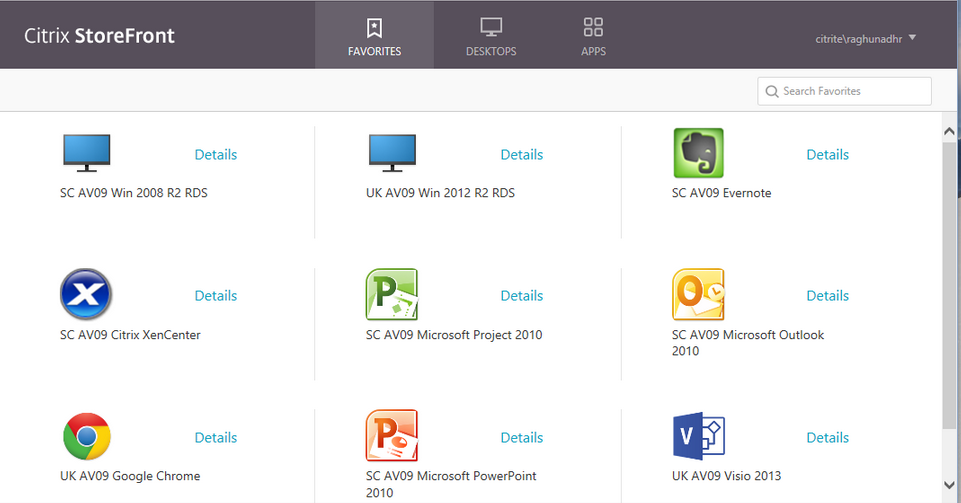 Citrix StoreFront
FAVORITES
DESKTOPS
APPS
citrite\raghunadhr
Search Favorites
Details
SC AV09 Win 2008 R2 RDS
Details
UK AV09 Win 2012 R2 RDS
Details
SC AV09 Evernote
Details
SC AV09 Citrix XenCenter
Details
SC AV09 Microsoft Project 2010
Details
SC AV09 Microsoft Outlook
2010
Details
UK AV09 Google Chrome
Details
SC AV09 Microsoft PowerPoint
2010
Details
UK AV09 Visio 2013